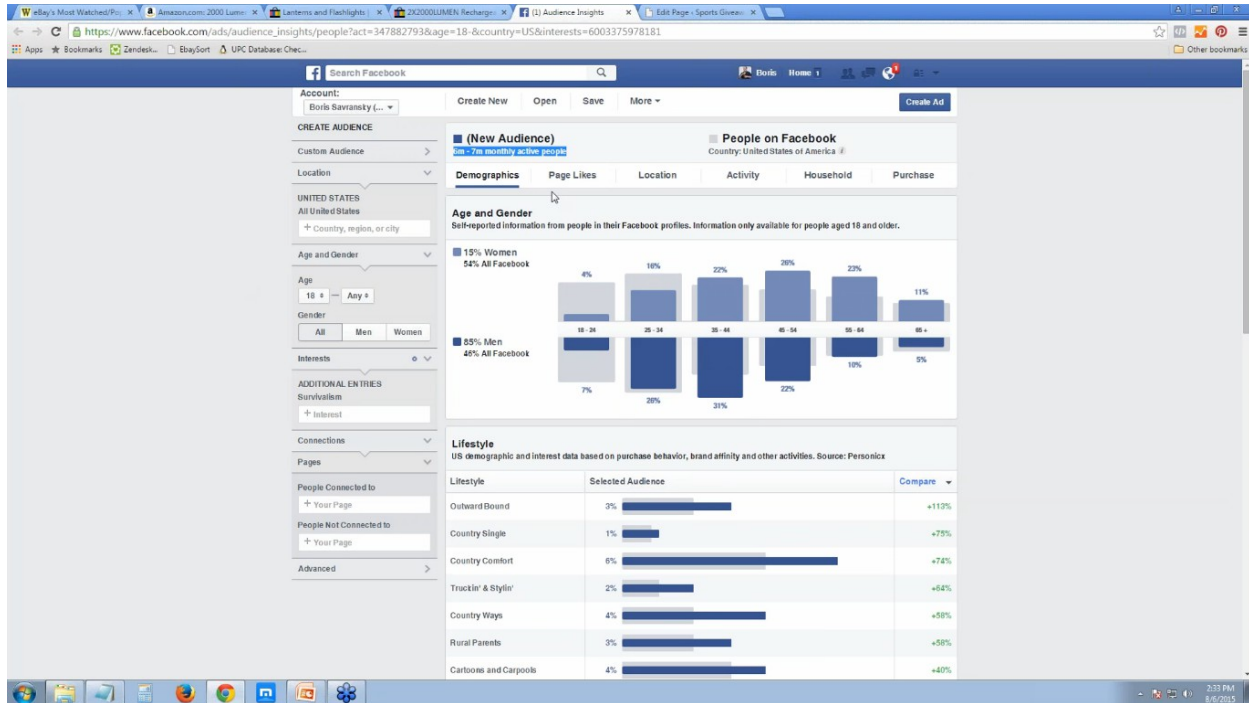 eBay's Most Watched/Po
Amazon.com: 2000 Lume
Lanterns and Flashlights |
2X2000LUMEN Recharge
(1) Audience Insights
Edit Page ‹ Sports Givea
https://www.facebook.com/ads/audience_insights/people?act=347882793&age=18-&country=US&interests=6003375978181
Apps
Bookmarks
Zendesk...
EbaySort
UPC Database: Chec...
Other bookmarks
Search Facebook
Boris
Home 1
Account:
Boris Savransky (...
Create New
Open
Save
More
Create Ad
CREATE AUDIENCE
Custom Audience
Location
UNITED STATES
All United States
+ Country, region, or city
Age and Gender
Age
18 — Any
Gender
All
Men
Women
Interests
ADDITIONAL ENTRIES
Survivalism
+ Interest
Connections
Pages
People Connected to
+ Your Page
People Not Connected to
+ Your Page
Advanced
(New Audience)
6m - 7m monthly active people
People on Facebook
Country: United States of America
Demographics
Page Likes
Location
Activity
Household
Purchase
Age and Gender
Self-reported information from people in their Facebook profiles. Information only available for people aged 18 and older.
15% Women
54% All Facebook
4%
16%
22%
26%
23%
11%
18 - 24
25 - 34
35 - 44
45 - 54
55 - 64
65 +
85% Men
46% All Facebook
7%
26%
31%
22%
10%
5%
Lifestyle
US demographic and interest data based on purchase behavior, brand affinity and other activities. Source: Personicx
Lifestyle
Selected Audience
Compare
Outward Bound 3% +113%
Country Single 1% +75%
Country Comfort 6% +74%
Truckin' & Stylin' 2% +64%
Country Ways 4% +58%
Rural Parents 3% +58%
Cartoons and Carpools 4% +40%
2:33 PM
8/6/2015